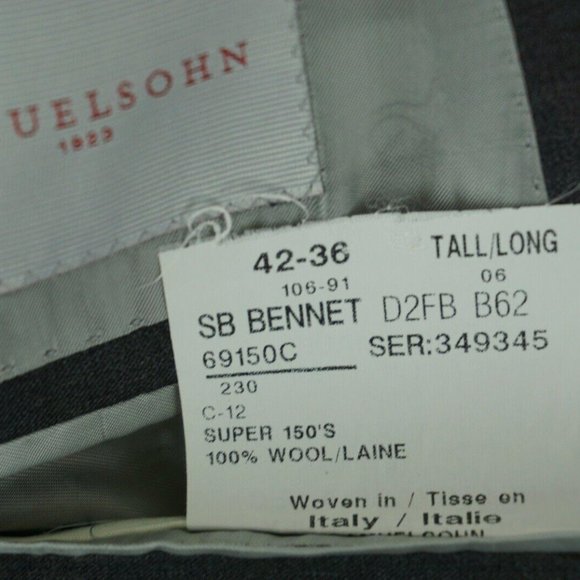 UELSOHN
1923
42-36 TALL/LONG
106-91 06
SB BENNET D2FB B62
69150C SER:349345
230
C-12
SUPER 150'S
100% WOOL/LAINE
Woven in / Tisse en
Italy / Italie